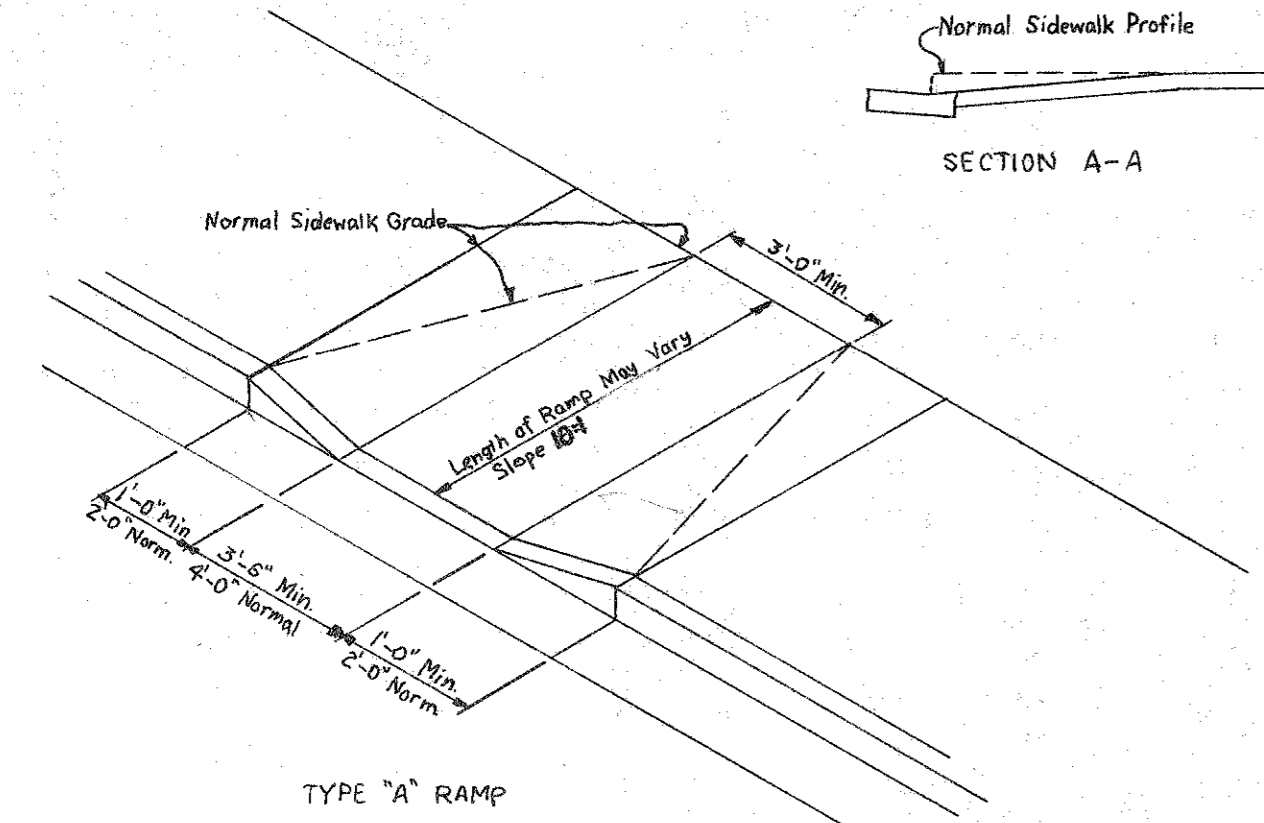 Normal Sidewalk Profile
SECTION A-A
Normal Sidewalk Grade
3'-0" Min.
Length of Ramp May Vary
Slope 10:1
1'-0" Min
2'-0" Norm.
3'-6" Min.
4'-0" Normal
1'-0" Min.
2'-0" Norm.
TYPE "A" RAMP